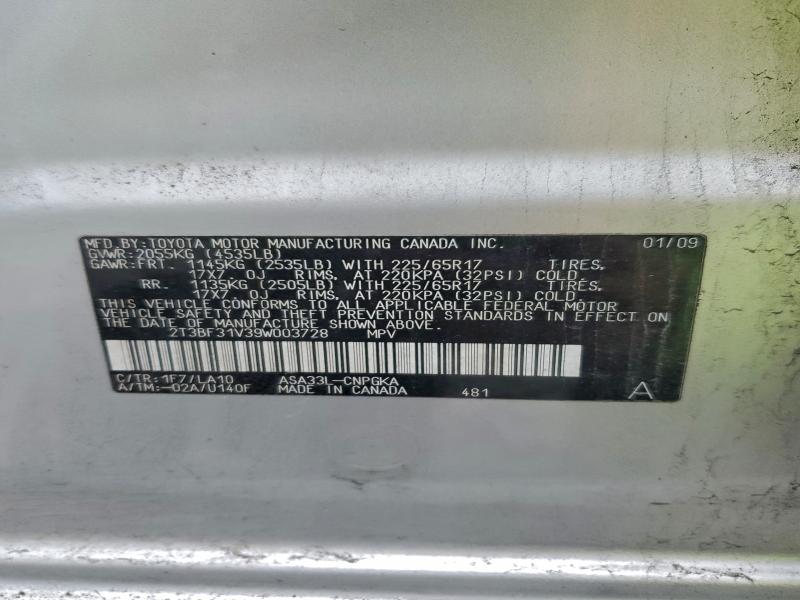 MFD.BY:TOYOTA MOTOR MANUFACTURING CANADA INC. 01/09
GVWR:2055KG (4535LB)
GAWR:FRT. 1145KG (2535LB) WITH 225/65R17 TIRES,
17X7 0J RIMS, AT 220KPA (32PSI) COLD,
RR. 1135KG (2505LB) WITH 225/65R17 TIRES,
17X7 0J RIMS, AT 220KPA (32PSI) COLD
THIS VEHICLE CONFORMS TO ALL APPLICABLE FEDERAL MOTOR
VEHICLE SAFETY AND THEFT PREVENTION STANDARDS IN EFFECT ON
THE DATE OF MANUFACTURE SHOWN ABOVE.
2T3BF31V39W003728 MPV
C/TR:1F7/LA10 ASA33L-CNPGKA
A/TM:-02A/U140F MADE IN CANADA 481 A